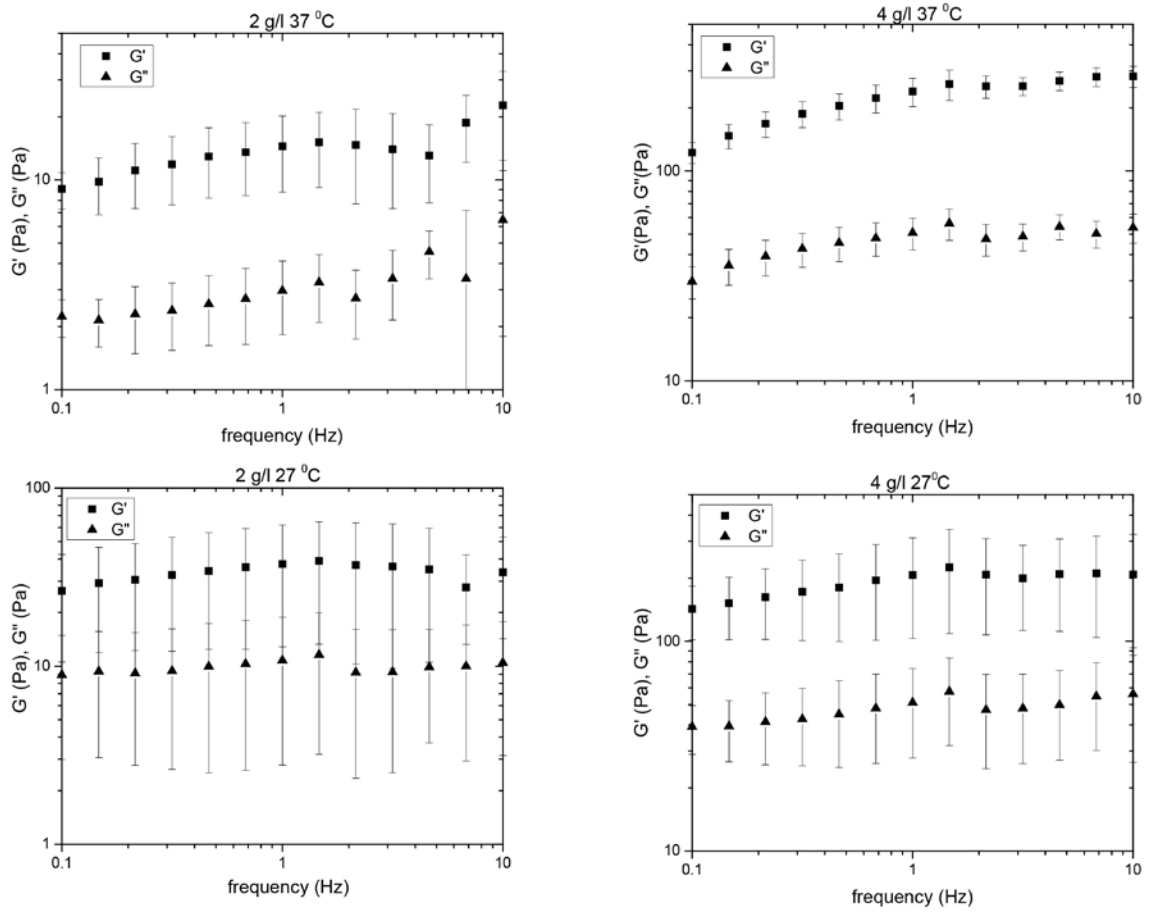 2 g/l 37 ⁰C
G'
G"
10
1
0.1
1
10
G' (Pa), G" (Pa)
frequency (Hz)
4 g/l 37 ⁰C
G'
G"
100
10
0.1
1
10
G'(Pa), G"(Pa)
frequency (Hz)
2 g/l 27 ⁰C
G'
G"
100
10
1
0.1
1
10
G' (Pa), G" (Pa)
frequency (Hz)
4 g/l 27⁰C
G'
G"
100
10
0.1
1
10
G' (Pa), G" (Pa)
frequency (Hz)